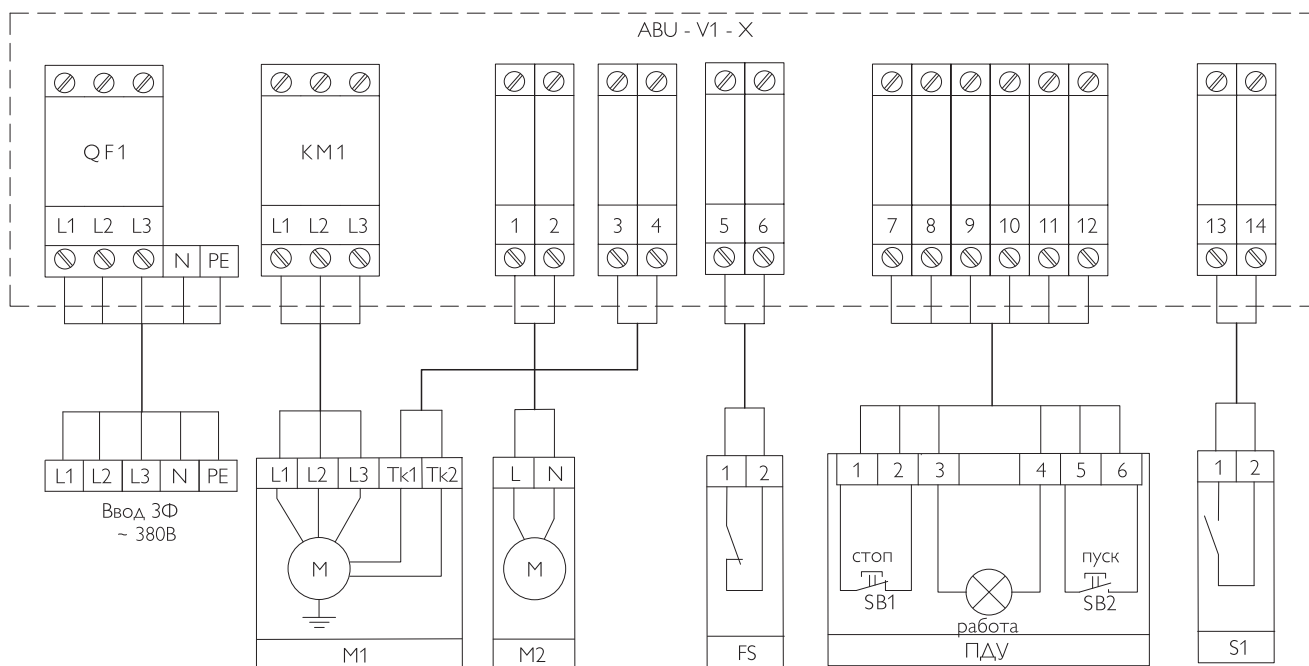 ABU - V1 - X
QF1
KM1
L1 L2 L3
L1 L2 L3
1 2
3 4
5 6
7 8 9 10 11 12
13 14
N PE
L1 L2 L3 N PE
Ввод 3Ф
~ 380В
L1 L2 L3 Tk1 Tk2
M
M1
L N
M
M2
1 2
FS
1 2 3 4 5 6
стоп
SB1
работа
пуск
SB2
ПДУ
1 2
S1